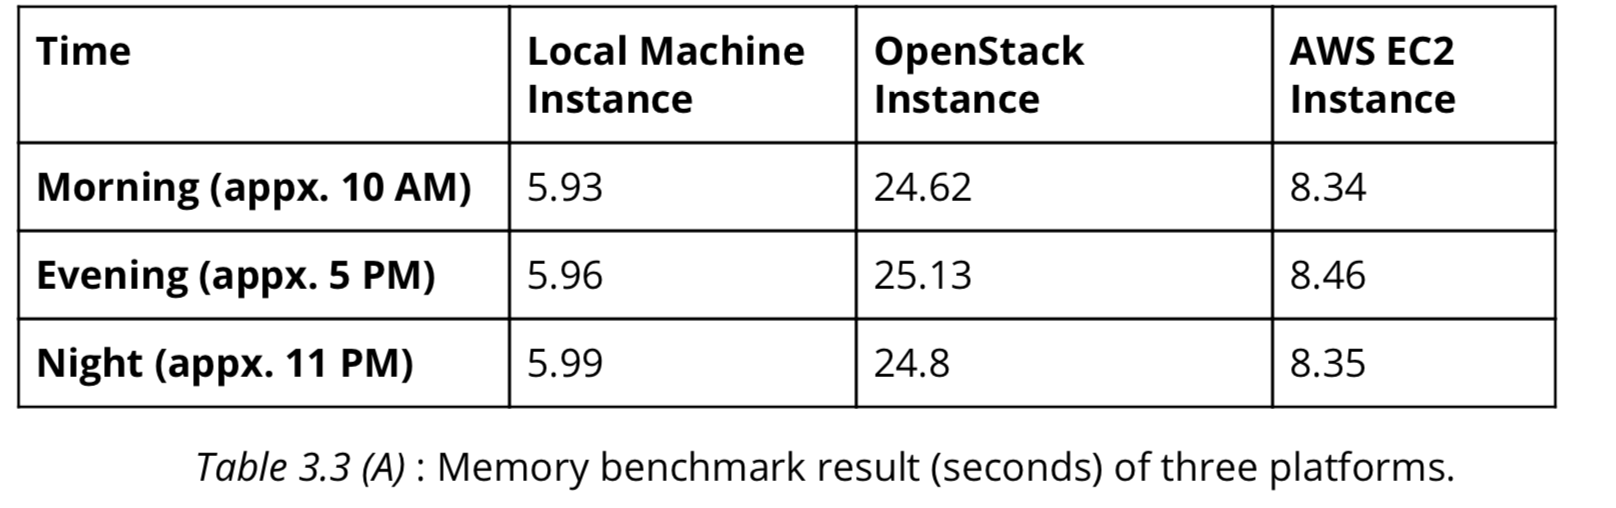 Time Local Machine Instance OpenStack Instance AWS EC2 Instance
Morning (appx. 10 AM) 5.93 24.62 8.34
Evening (appx. 5 PM) 5.96 25.13 8.46
Night (appx. 11 PM) 5.99 24.8 8.35
Table 3.3 (A) : Memory benchmark result (seconds) of three platforms.